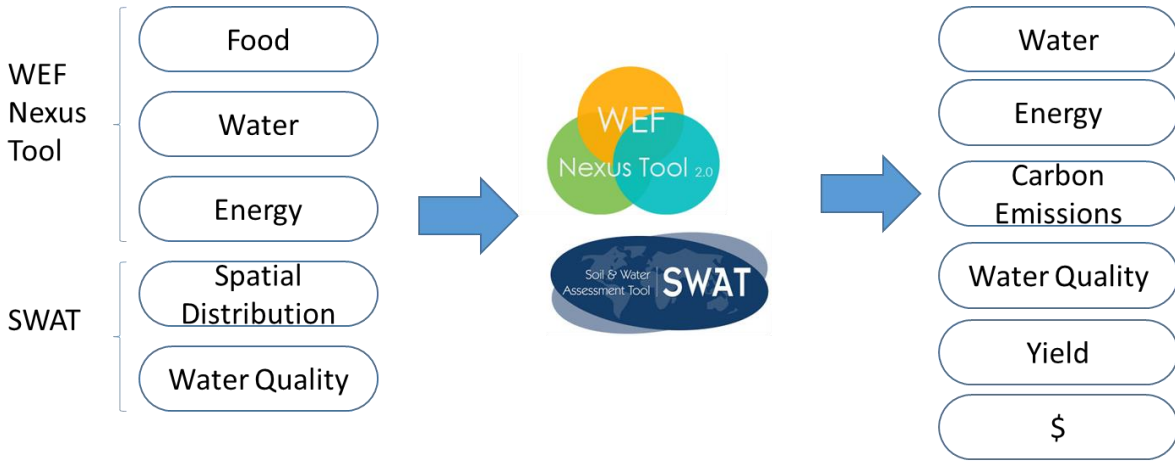 WEF
Nexus
Tool
Food
Water
Energy
SWAT
Spatial
Distribution
Water Quality
WEF
Nexus Tool 2.0
Soil & Water
Assessment Tool
SWAT
Water
Energy
Carbon
Emissions
Water Quality
Yield
$